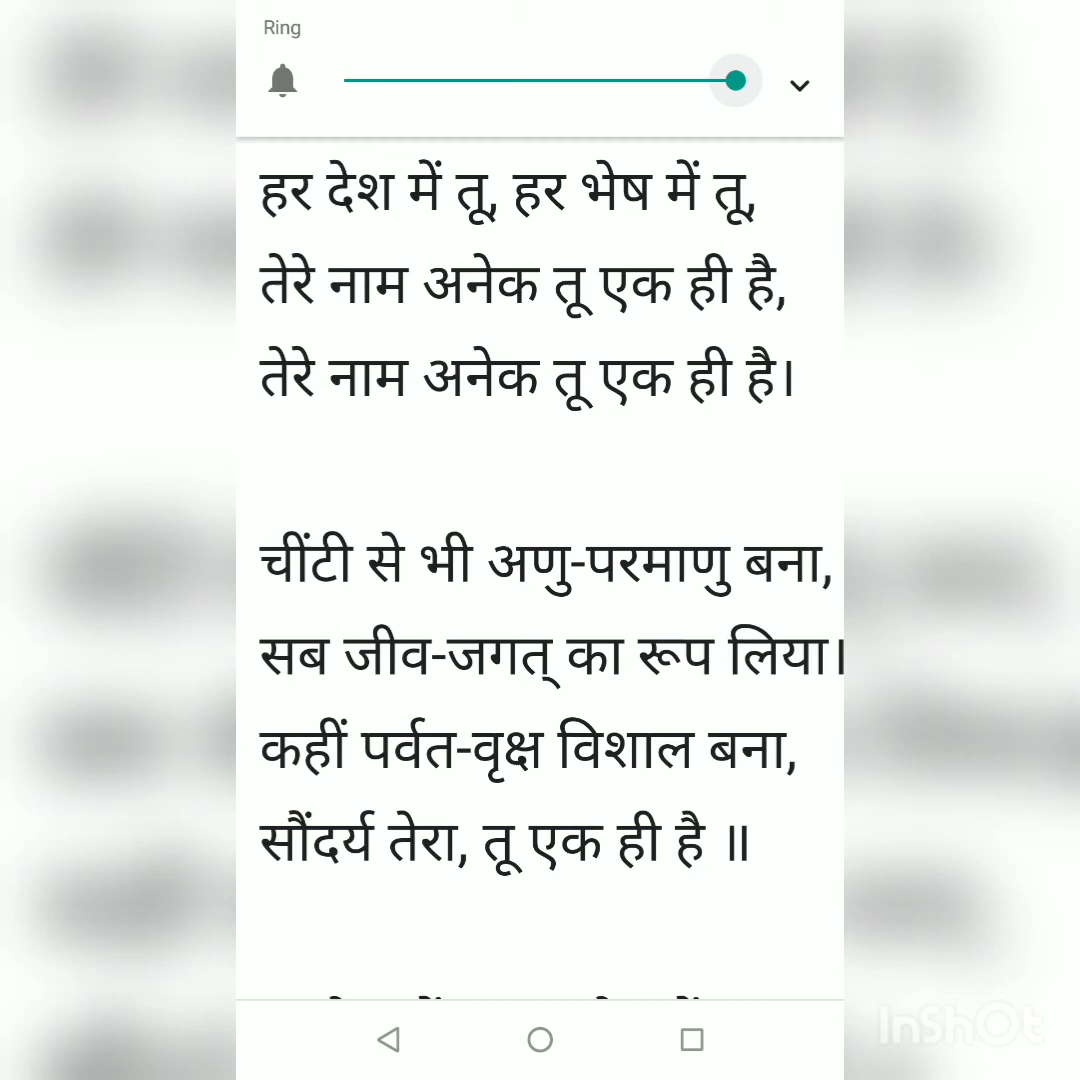 Ring
हर देश में तू, हर भेष में तू,
तेरे नाम अनेक तू एक ही है,
तेरे नाम अनेक तू एक ही है।
चींटी से भी अणु-परमाणु बना,
सब जीव-जगत् का रूप लिया।
कहीं पर्वत-वृक्ष विशाल बना,
सौंदर्य तेरा, तू एक ही है ॥
InShOt